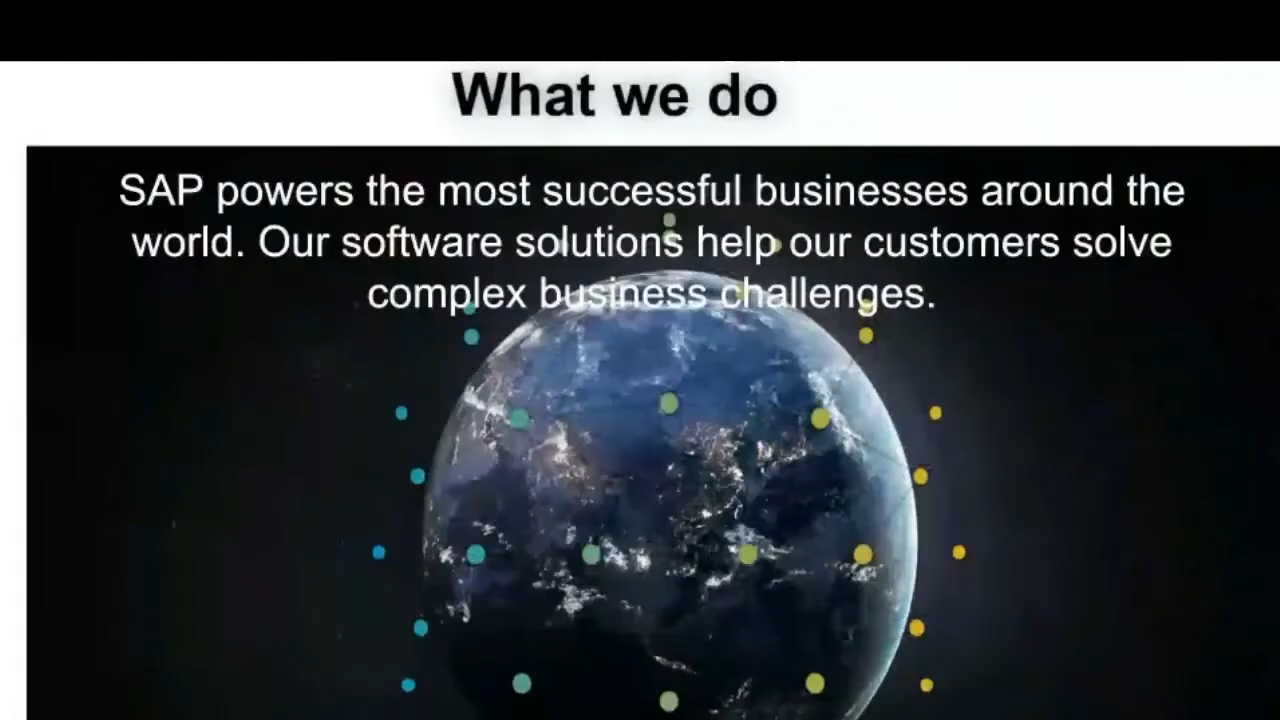 What we do
SAP powers the most successful businesses around the
world. Our software solutions help our customers solve
complex business challenges.